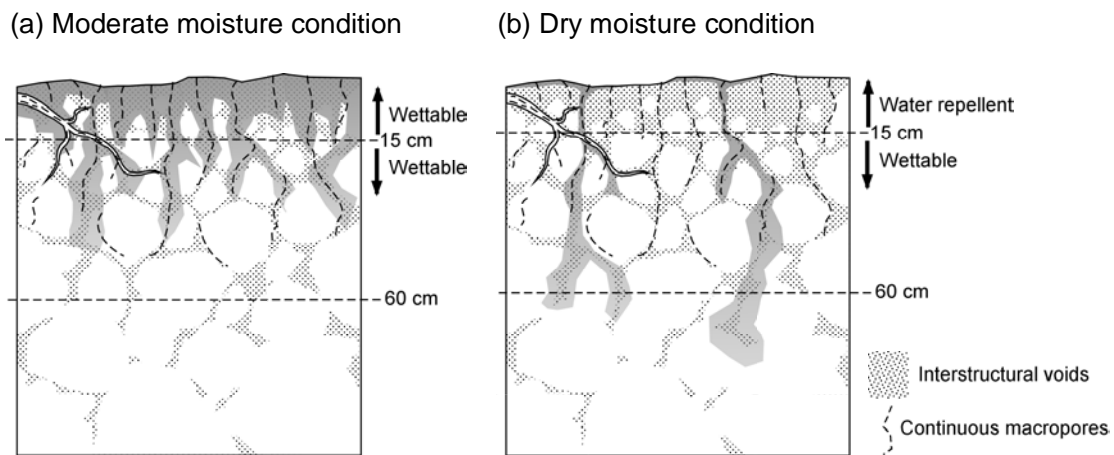 (a) Moderate moisture condition
Wettable
15 cm
Wettable
60 cm
(b) Dry moisture condition
Water repellent
15 cm
Wettable
60 cm
Interstructural voids
Continuous macropores